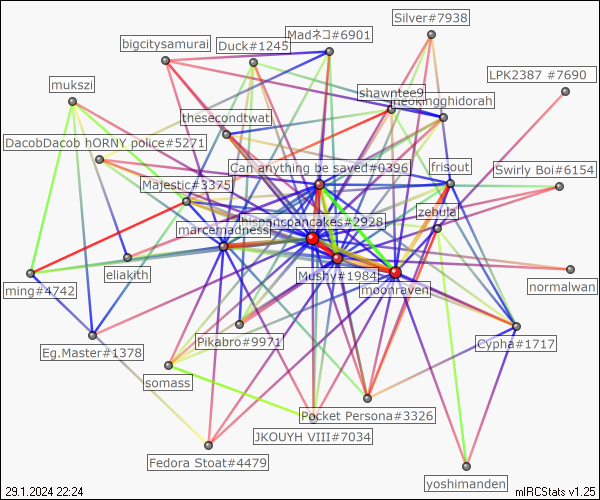 Silver#7938
Madネコ#6901
bigcitysamurai
Duck#1245
LPK2387 #7690
mukszi
shawntee9
neokingghidorah
thesecondtwat
DacobDacob hORNY police#5271
Can anything be saved#0396
frisout
Swirly Boi#6154
Majestic#3375
zebula
hispanicpancakes#2928
marcemadness
eliakith
Mushy#1984
normalwan
ming#4742
moonraven
Pikabro#9971
Cypha#1717
Eg.Master#1378
somass
Pocket Persona#3326
JKOUYH VIII#7034
Fedora Stoat#4479
yoshimanden
29.1.2024 22:24
mIRCStats v1.25